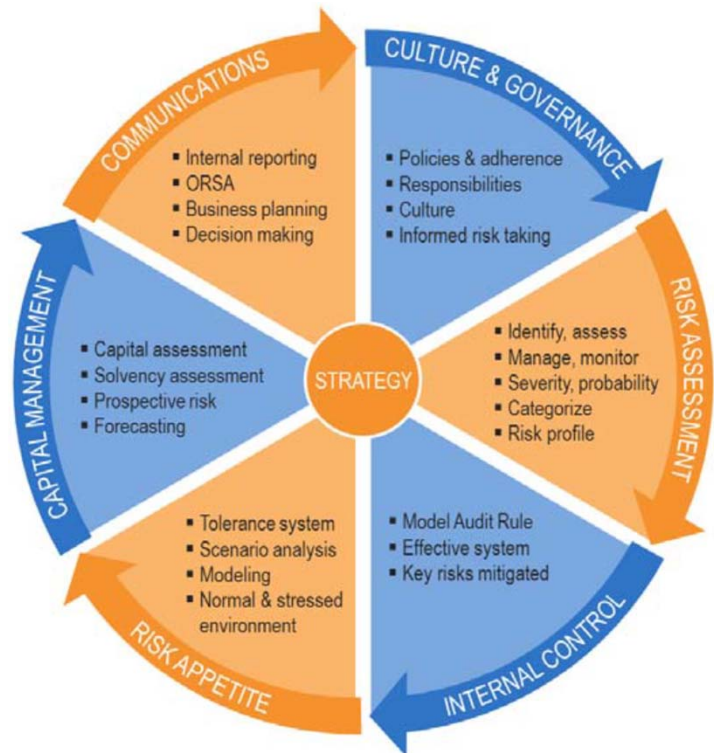 COMMUNICATIONS
▪ Internal reporting
▪ ORSA
▪ Business planning
▪ Decision making
CULTURE & GOVERNANCE
▪ Policies & adherence
▪ Responsibilities
▪ Culture
▪ Informed risk taking
RISK ASSESSMENT
▪ Identify, assess
▪ Manage, monitor
▪ Severity, probability
▪ Categorize
▪ Risk profile
INTERNAL CONTROL
▪ Model Audit Rule
▪ Effective system
▪ Key risks mitigated
RISK APPETITE
▪ Tolerance system
▪ Scenario analysis
▪ Modeling
▪ Normal & stressed
environment
CAPITAL MANAGEMENT
▪ Capital assessment
▪ Solvency assessment
▪ Prospective risk
▪ Forecasting
STRATEGY